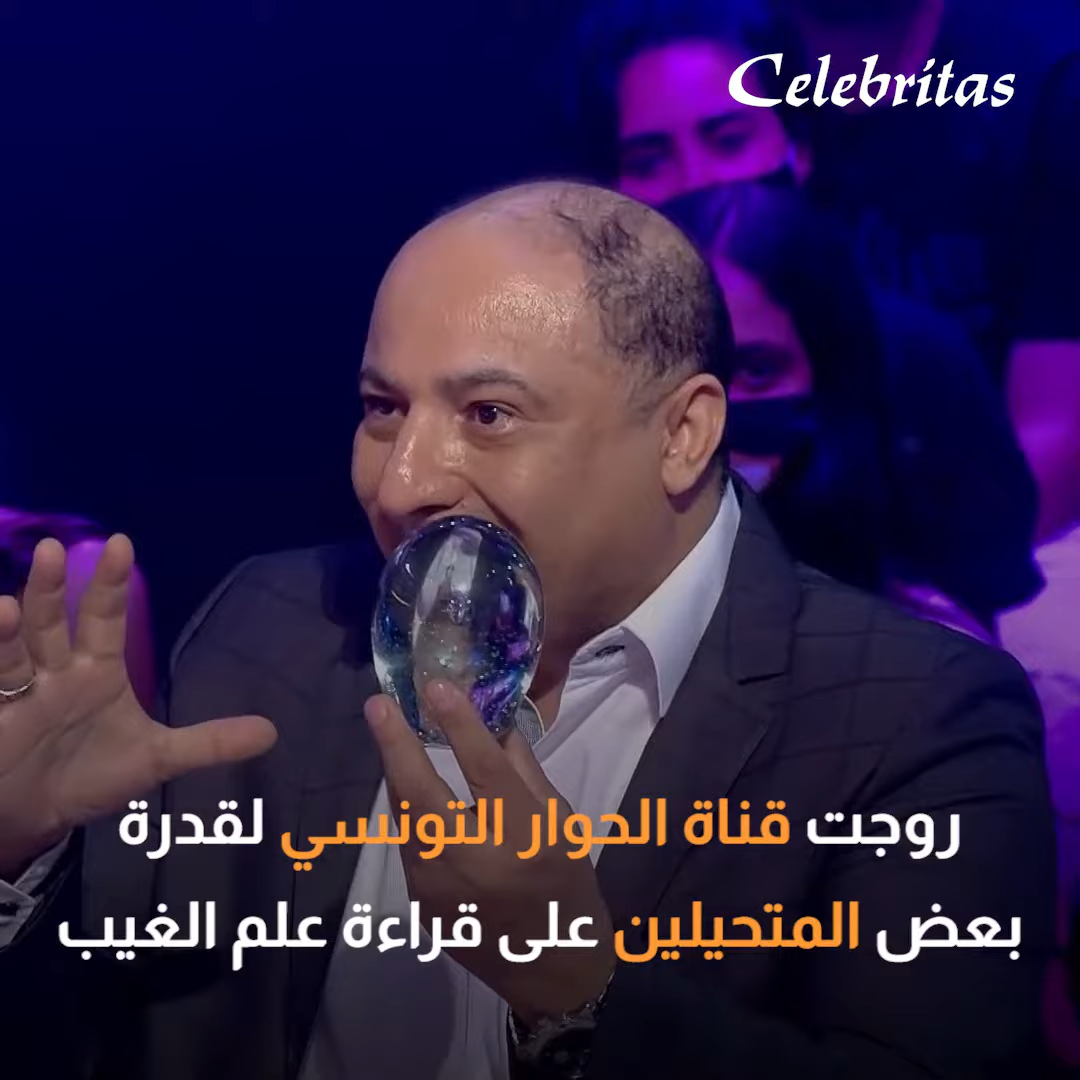 Celebritas
روجت قناة الحوار التونسي لقدرة
بعض المتحيلين على قراءة علم الغيب